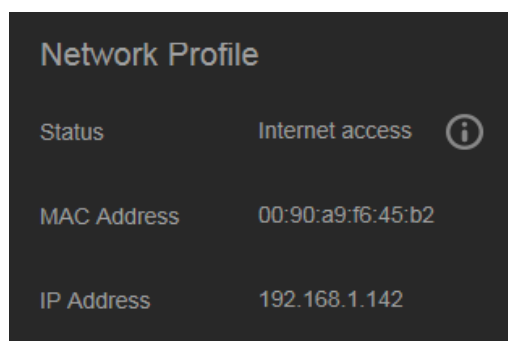 Network Profile
Status Internet access
MAC Address 00:90:a9:f6:45:b2
IP Address 192.168.1.142